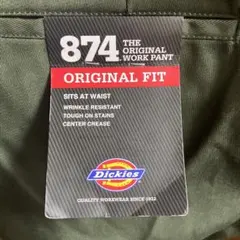 874 THE ORIGINAL WORK PANT
ORIGINAL FIT
SITS AT WAIST
WRINKLE RESISTANT
TOUGH ON STAINS
CENTER CREASE
Dickies
QUALITY WORKWEAR SINCE 1922